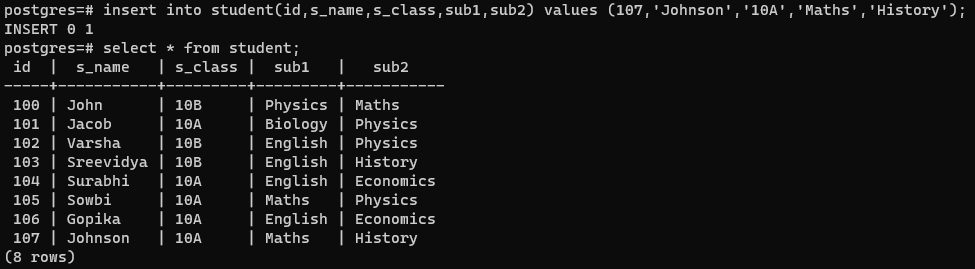 postgres=# insert into student(id,s_name,s_class,sub1,sub2) values (107,'Johnson','10A','Maths','History');
INSERT 0 1
postgres=# select * from student;
 id  |  s_name   | s_class |  sub1   |   sub2
-----+-----------+---------+---------+-----------
 100 | John      | 10B     | Physics | Maths
 101 | Jacob     | 10A     | Biology | Physics
 102 | Varsha    | 10B     | English | Physics
 103 | Sreevidya | 10B     | English | History
 104 | Surabhi   | 10A     | English | Economics
 105 | Sowbi     | 10A     | Maths   | Physics
 106 | Gopika    | 10A     | English | Economics
 107 | Johnson   | 10A     | Maths   | History
(8 rows)